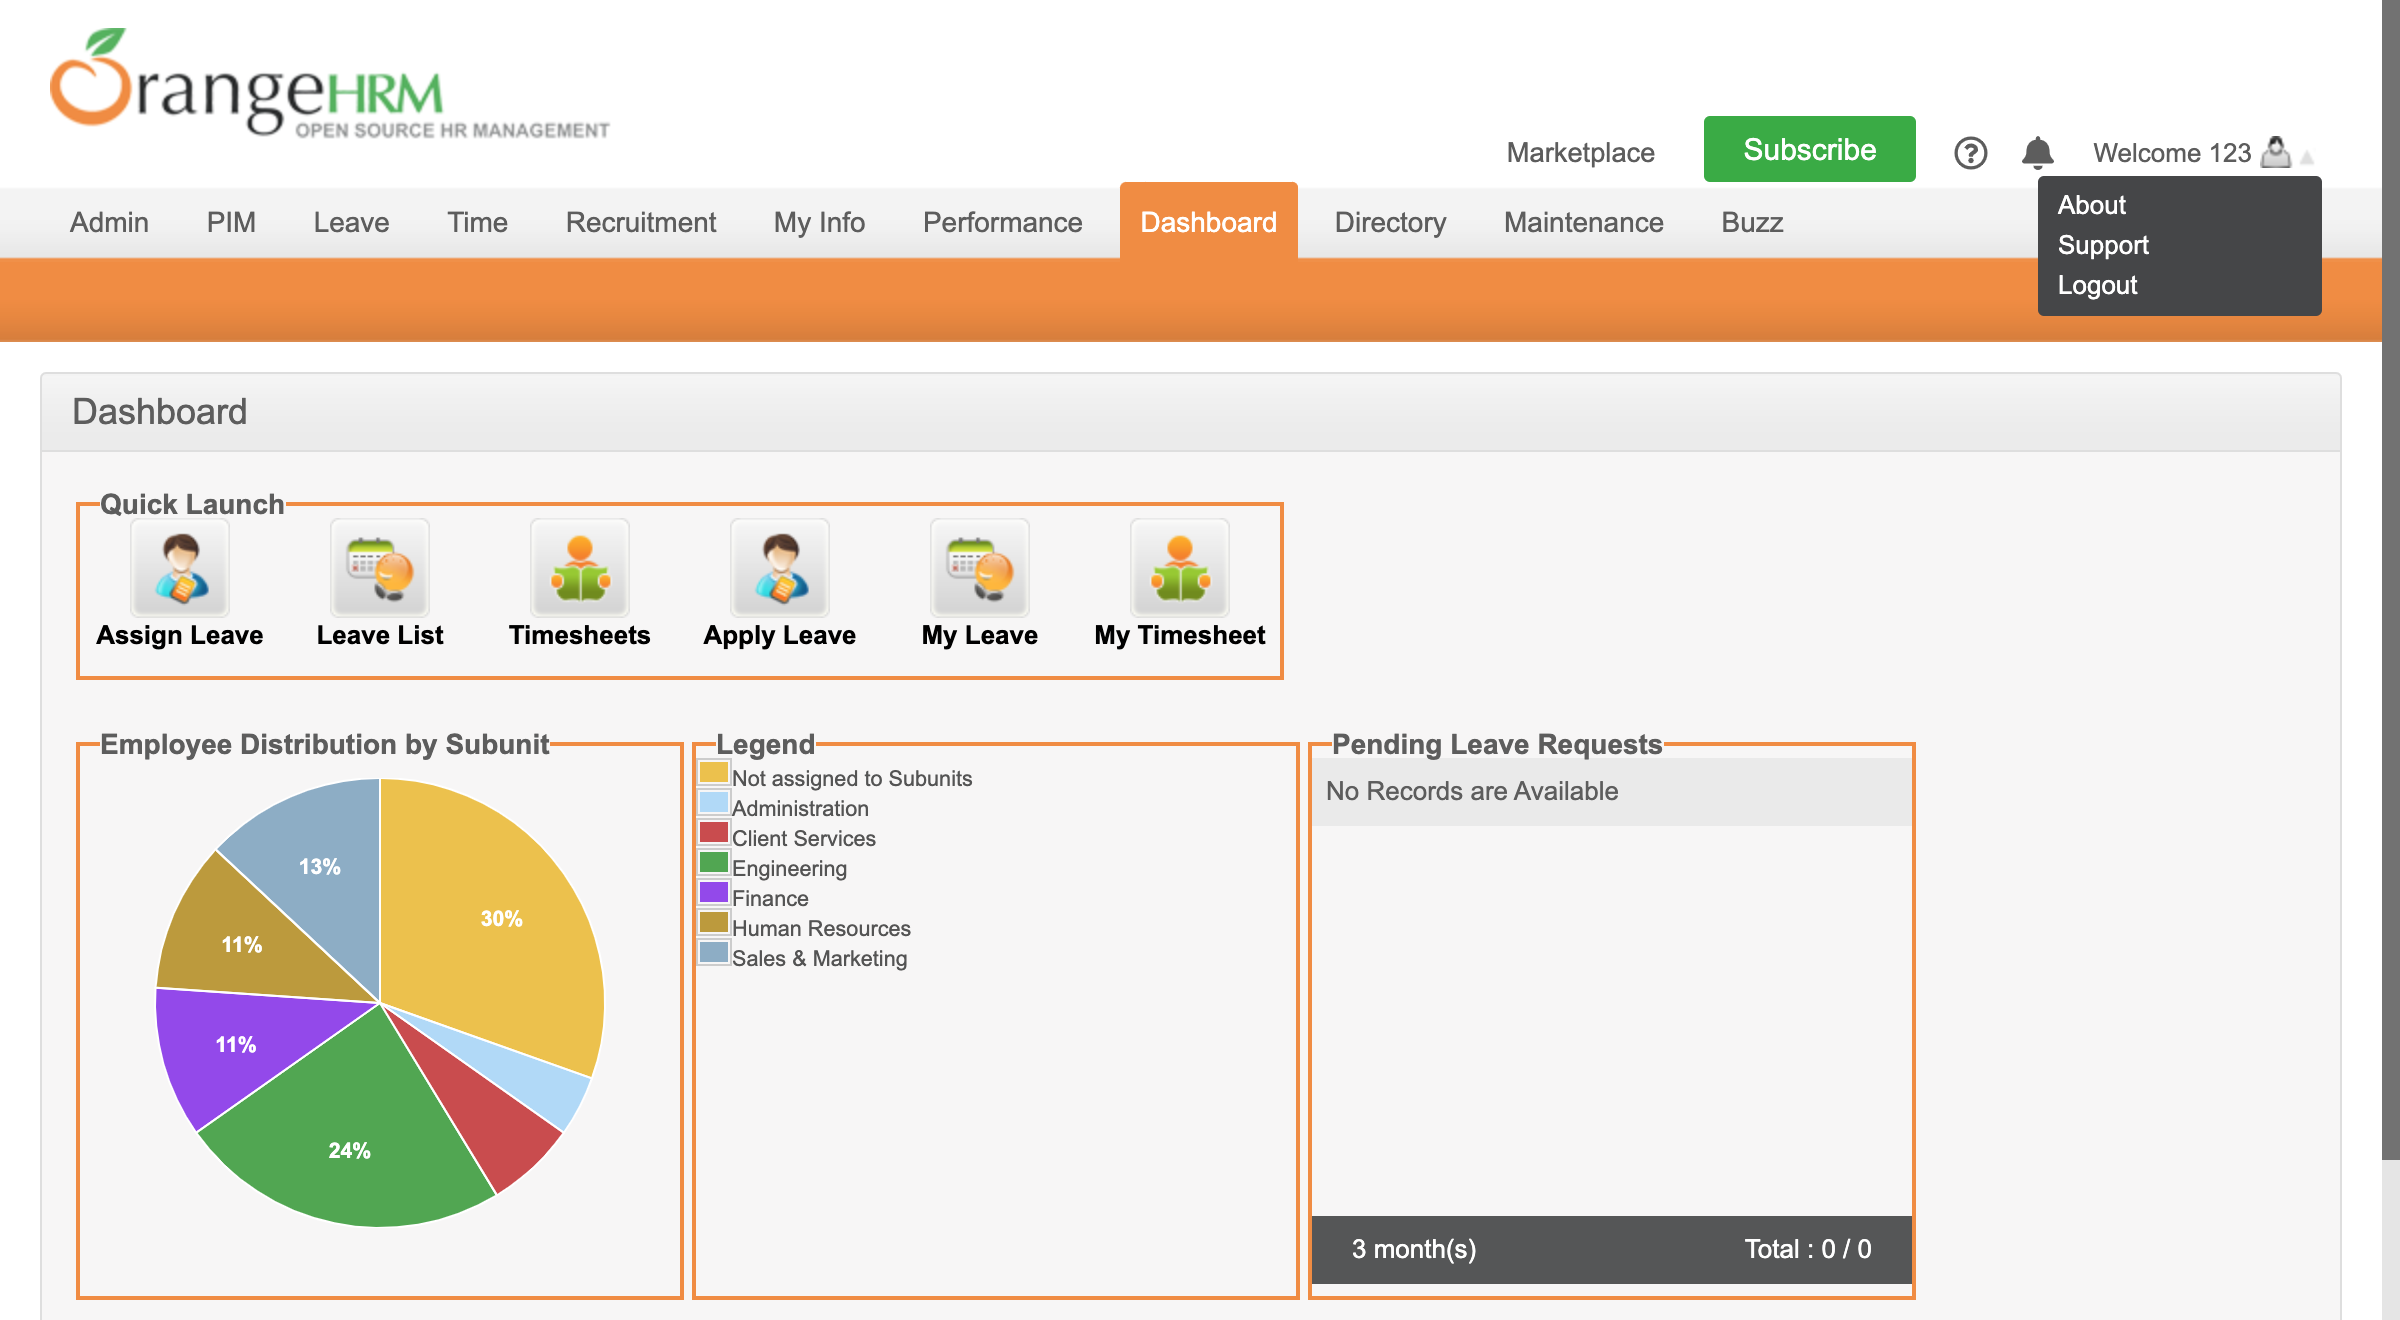 OrangeHRM
OPEN SOURCE HR MANAGEMENT
Marketplace
Subscribe
?
Welcome 123
About
Support
Logout
Admin PIM Leave Time Recruitment My Info Performance Dashboard Directory Maintenance Buzz
Dashboard
Quick Launch
Assign Leave Leave List Timesheets Apply Leave My Leave My Timesheet
Employee Distribution by Subunit
30%
24%
11%
11%
13%
Legend
Not assigned to Subunits
Administration
Client Services
Engineering
Finance
Human Resources
Sales & Marketing
Pending Leave Requests
No Records are Available
3 month(s) Total : 0 / 0